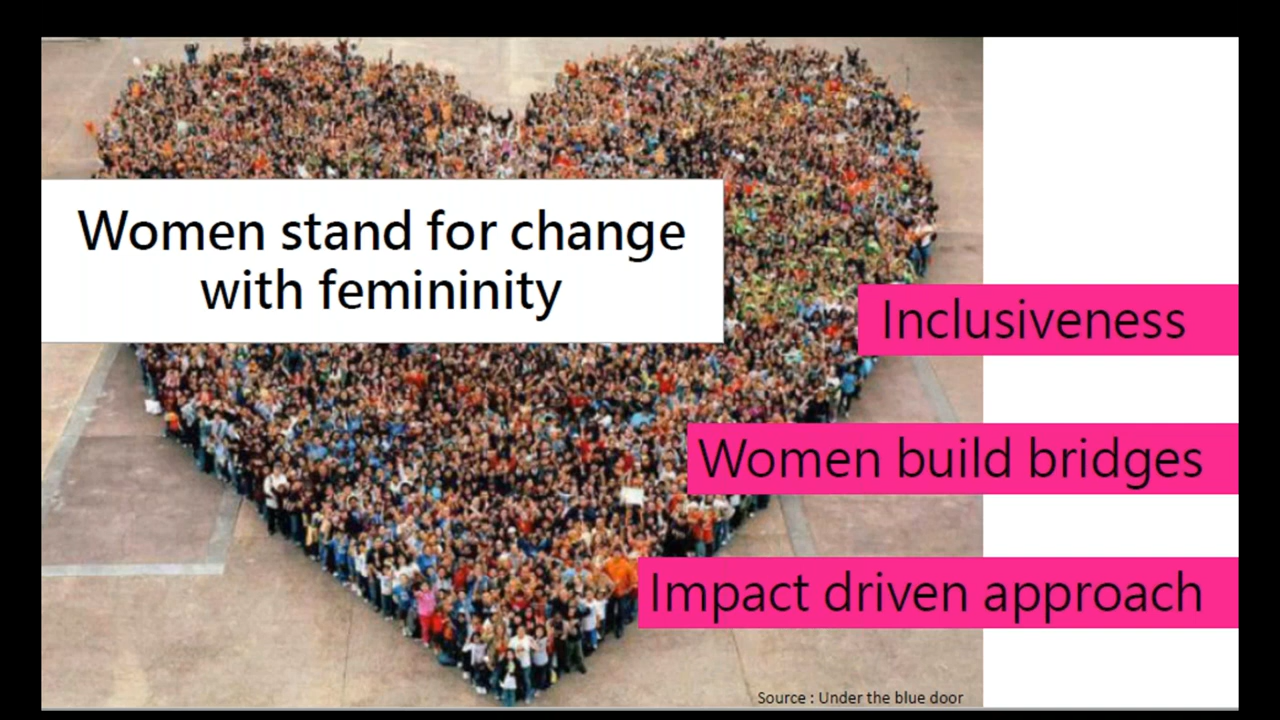 Women stand for change
with femininity
Inclusiveness
Women build bridges
Impact driven approach
Source : Under the blue door